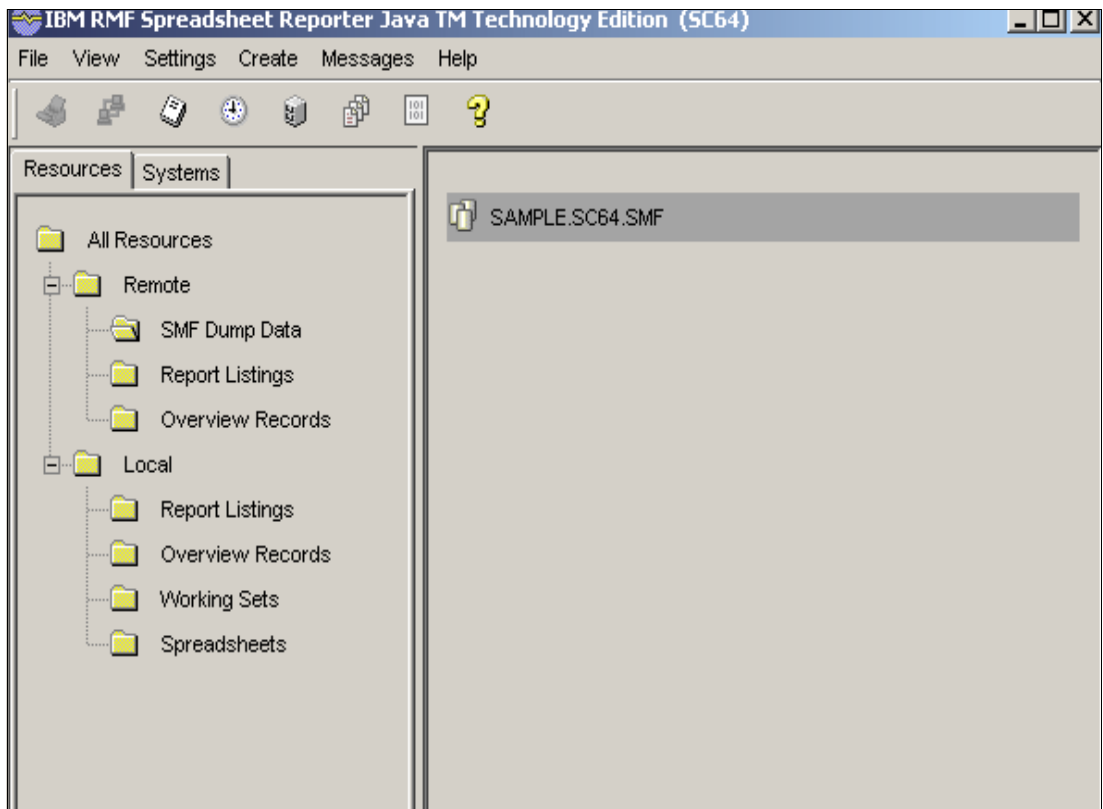 IBM RMF Spreadsheet Reporter Java TM Technology Edition (SC64)
File View Settings Create Messages Help
Resources Systems
SAMPLE.SC64.SMF
All Resources
Remote
SMF Dump Data
Report Listings
Overview Records
Local
Report Listings
Overview Records
Working Sets
Spreadsheets